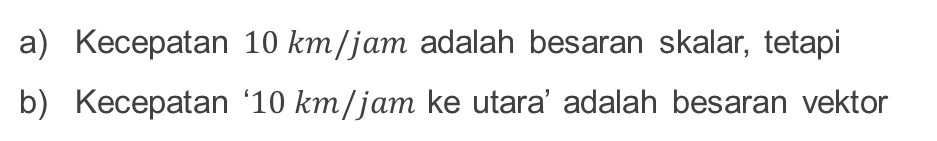 a) Kecepatan 10 km/jam adalah besaran skalar, tetapi
b) Kecepatan ‘10 km/jam ke utara’ adalah besaran vektor